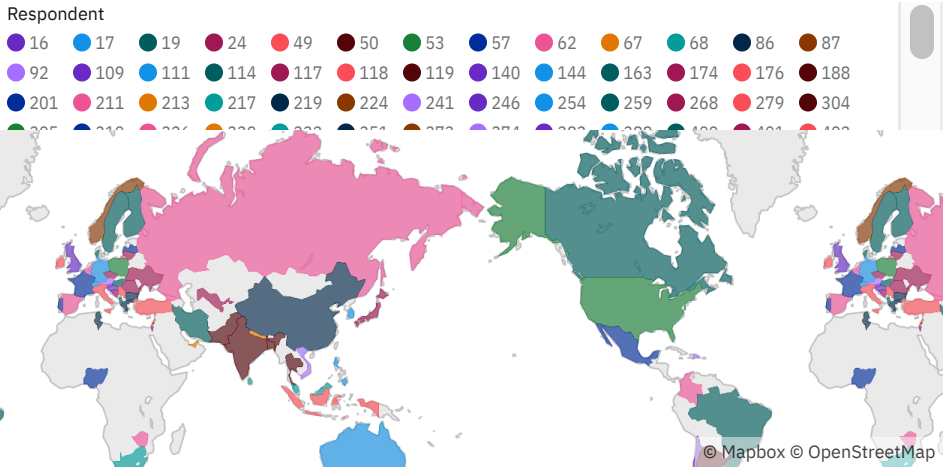 Respondent
16 17 19 24 49 50 53 57 62 67 68 86 87
92 109 111 114 117 118 119 140 144 163 174 176 188
201 211 213 217 219 224 241 246 254 259 268 279 304
© Mapbox © OpenStreetMap